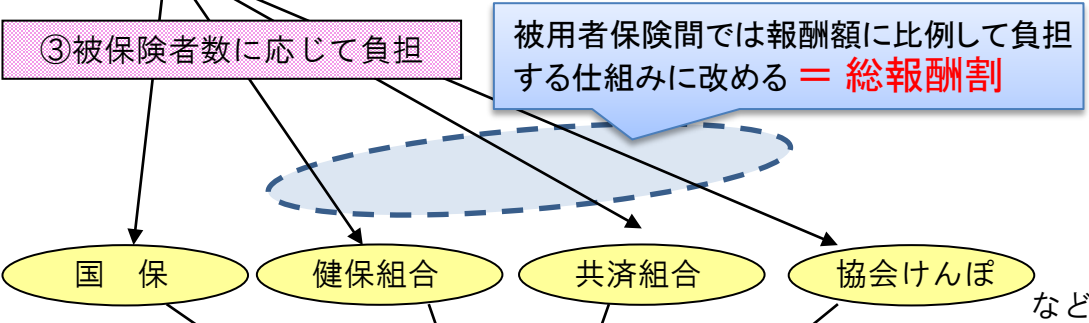 ③被保険者数に応じて負担
被用者保険間では報酬額に比例して負担
する仕組みに改める ＝ 総報酬割
国　保
健保組合
共済組合
協会けんぽ
など